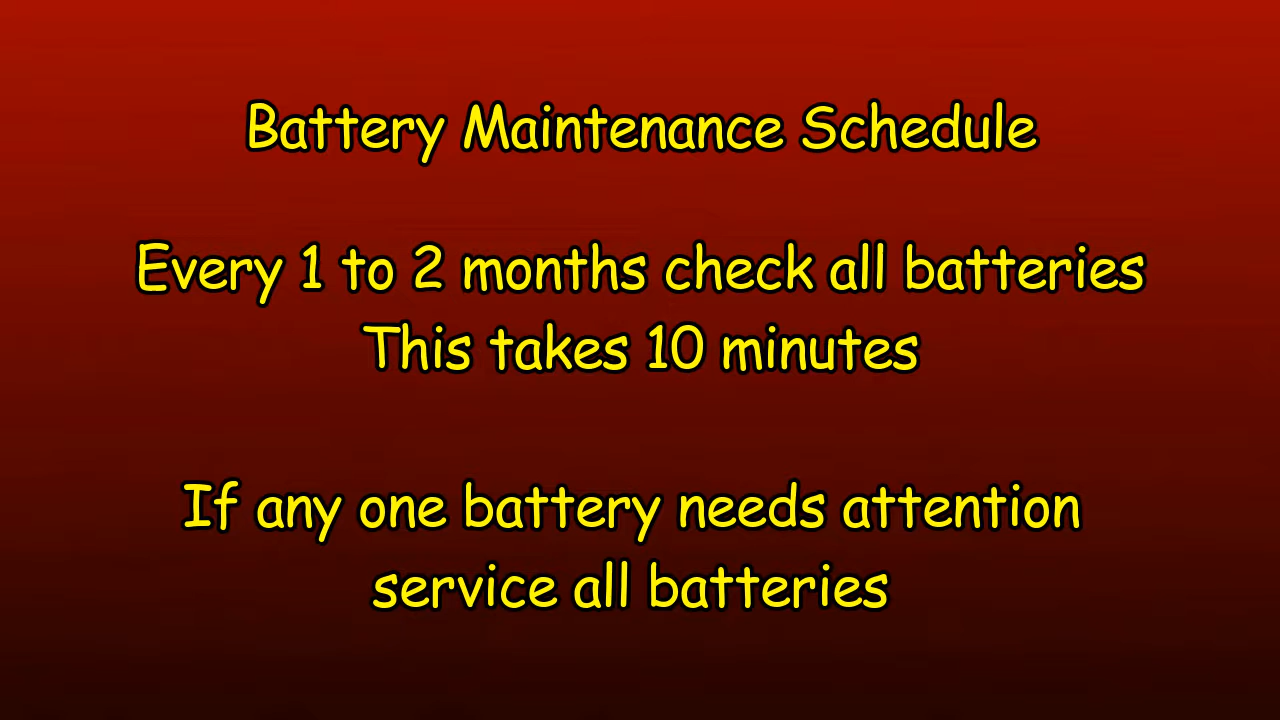 Battery Maintenance Schedule
Every 1 to 2 months check all batteries
This takes 10 minutes
If any one battery needs attention
service all batteries